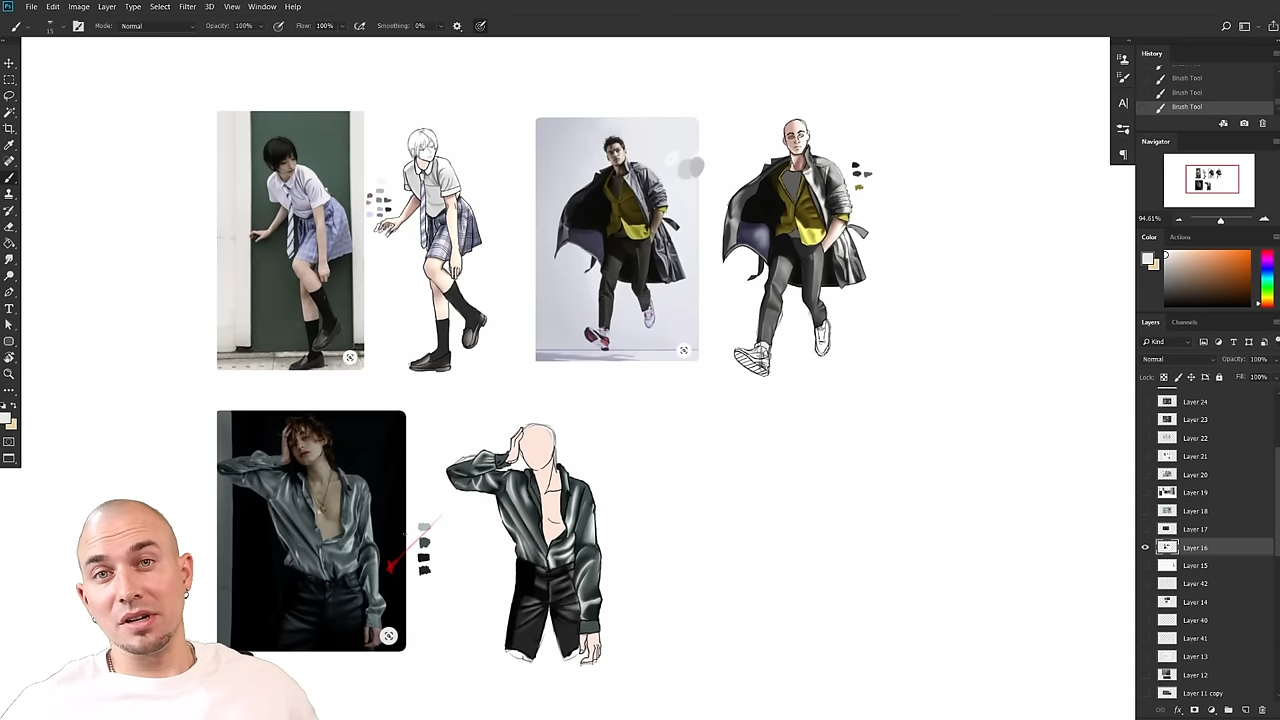 Ps File Edit Image Layer Type Select Filter 3D View Window Help
15 Mode: Normal Opacity: 100% Flow: 100% Smoothing: 0%
History
Brush Tool
Brush Tool
Brush Tool
Navigator
94.61%
Color Actions
Layers Channels
Kind
Normal Opacity: 100%
Lock: Fill: 100%
Layer 24
Layer 23
Layer 22
Layer 21
Layer 20
Layer 19
Layer 18
Layer 17
Layer 16
Layer 15
Layer 42
Layer 14
Layer 40
Layer 41
Layer 13
Layer 12
Layer 11 copy
fx